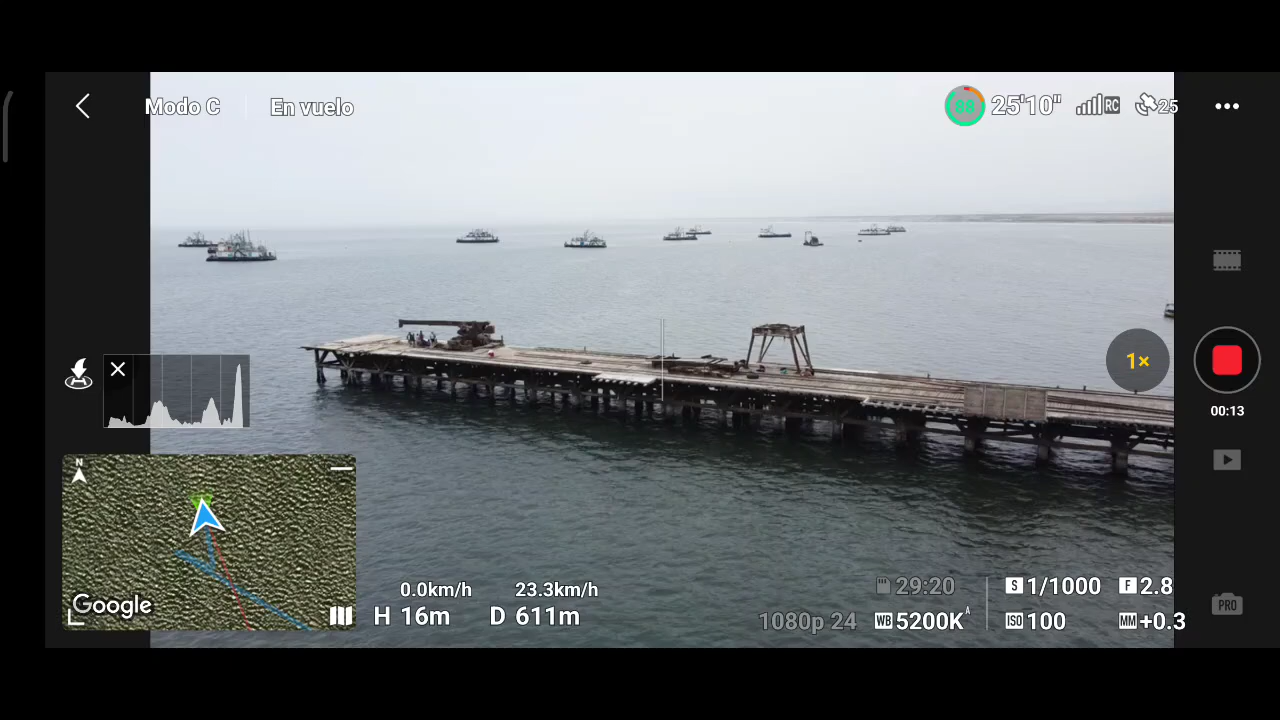 Modo C
En vuelo
88
25'10"
RC
25
1×
00:13
N
Google
0.0km/h
23.3km/h
H 16m
D 611m
29:20
1080p 24
WB 5200K A
S 1/1000
F 2.8
ISO 100
MM +0.3
PRO